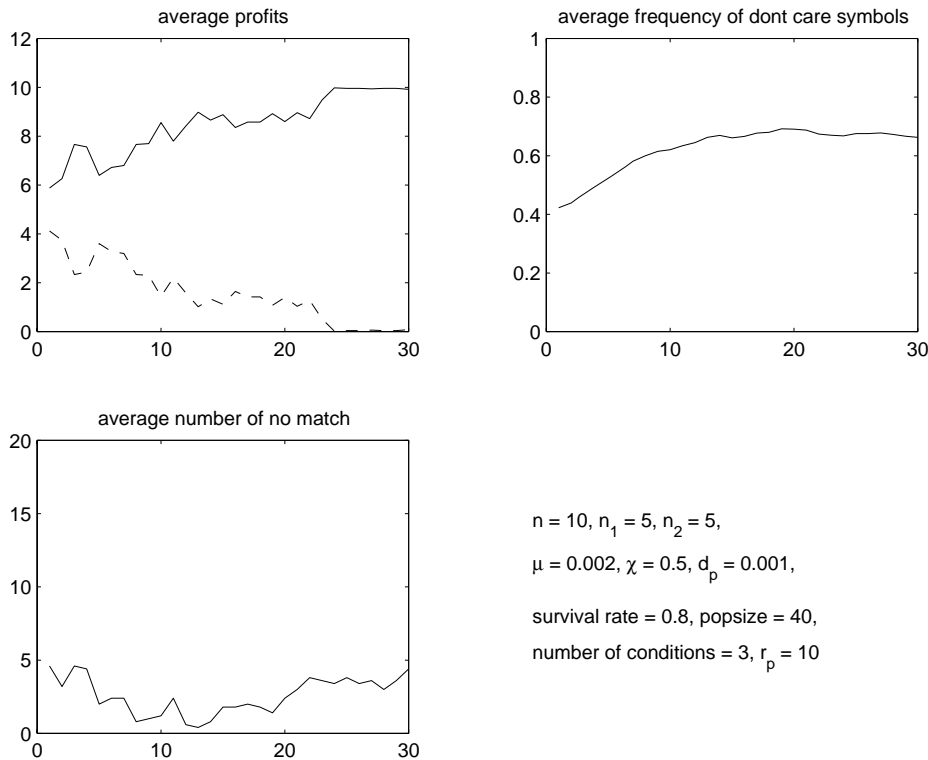 average profits
12
10
8
6
4
2
0
0 10 20 30
average frequency of dont care symbols
1
0.8
0.6
0.4
0.2
0
0 10 20 30
average number of no match
20
15
10
5
0
0 10 20 30
n = 10, n₁ = 5, n₂ = 5,
μ = 0.002, χ = 0.5, dₚ = 0.001,
survival rate = 0.8, popsize = 40,
number of conditions = 3, rₚ = 10